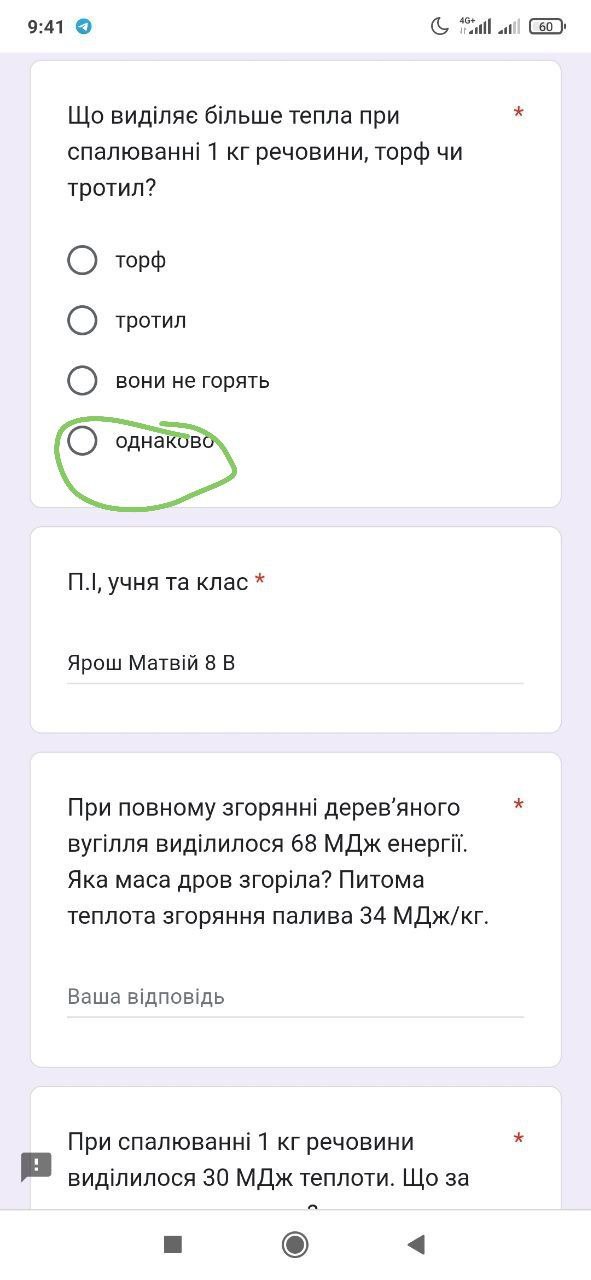 9:41
4G+
60
Що виділяє більше тепла при *
спалюванні 1 кг речовини, торф чи
тротил?
торф
тротил
вони не горять
однаково
П.І, учня та клас *
Ярош Матвій 8 В
При повному згорянні дерев’яного *
вугілля виділилося 68 МДж енергії.
Яка маса дров згоріла? Питома
теплота згоряння палива 34 МДж/кг.
Ваша відповідь
При спалюванні 1 кг речовини *
виділилося 30 МДж теплоти. Що за